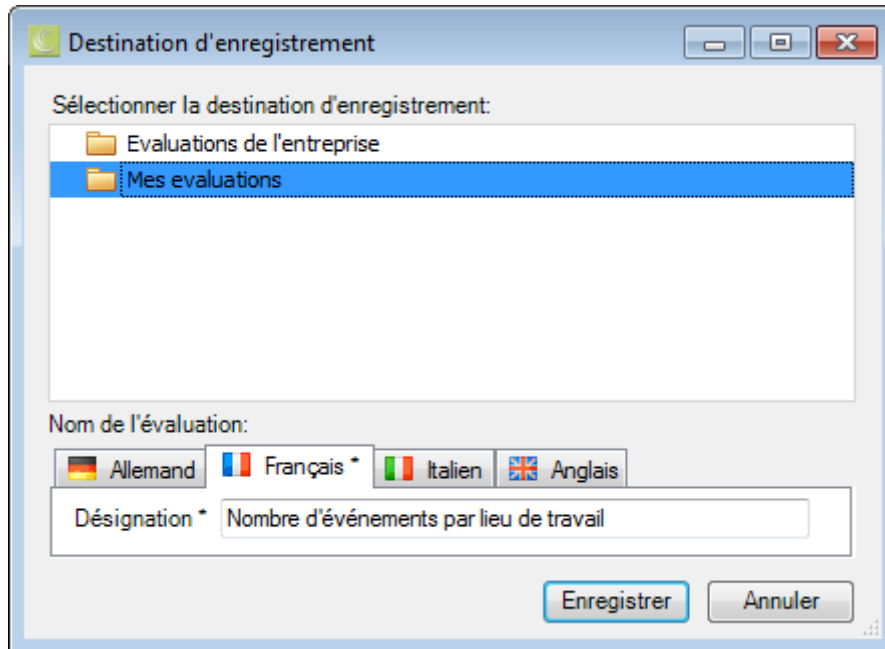 Destination d'enregistrement
Sélectionner la destination d'enregistrement:
Evaluations de l'entreprise
Mes evaluations
Nom de l'évaluation:
Allemand Français * Italien Anglais
Désignation * Nombre d'événements par lieu de travail
Enregistrer Annuler